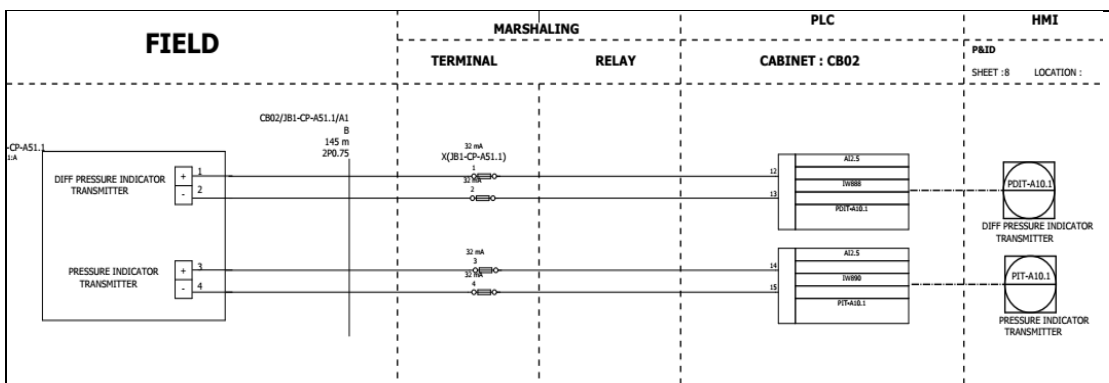 FIELD
MARSHALING
PLC
HMI
TERMINAL
RELAY
CABINET : CB02
P&ID
SHEET :8 LOCATION :
CB02/JB1-CP-A51.1/A1
B
145 m
2P0.75
-CP-A51.1
1:A
DIFF PRESSURE INDICATOR
TRANSMITTER
+ 1
- 2
32 mA
X(JB1-CP-A51.1)
1
32 mA
2
12
13
AI2.5
IW888
PDIT-A10.1
PDIT-A10.1
DIFF PRESSURE INDICATOR
TRANSMITTER
PRESSURE INDICATOR
TRANSMITTER
+ 3
- 4
32 mA
3
32 mA
4
14
15
AI2.5
IW890
PIT-A10.1
PIT-A10.1
PRESSURE INDICATOR
TRANSMITTER